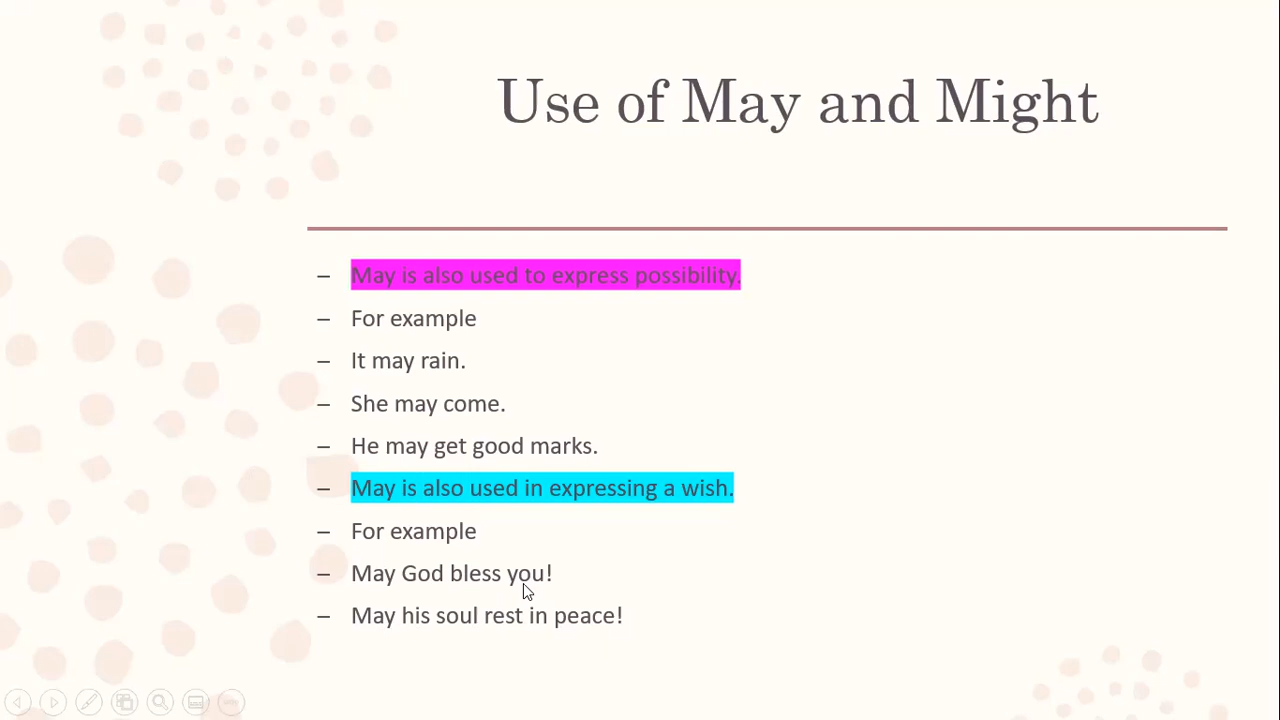 Use of May and Might
– May is also used to express possibility.
– For example
– It may rain.
– She may come.
– He may get good marks.
– May is also used in expressing a wish.
– For example
– May God bless you!
– May his soul rest in peace!